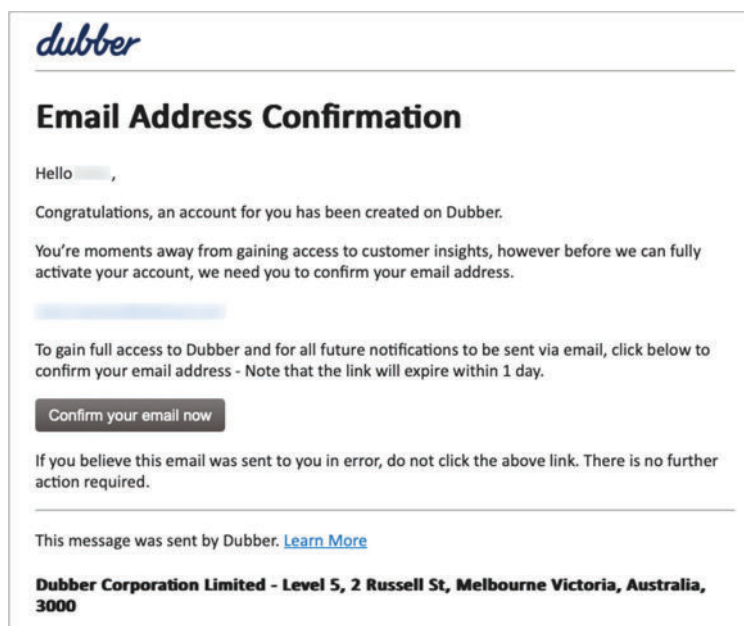 dubber
Email Address Confirmation
Hello ,
Congratulations, an account for you has been created on Dubber.
You're moments away from gaining access to customer insights, however before we can fully
activate your account, we need you to confirm your email address.
To gain full access to Dubber and for all future notifications to be sent via email, click below to
confirm your email address - Note that the link will expire within 1 day.
Confirm your email now
If you believe this email was sent to you in error, do not click the above link. There is no further
action required.
This message was sent by Dubber. Learn More
Dubber Corporation Limited - Level 5, 2 Russell St, Melbourne Victoria, Australia,
3000